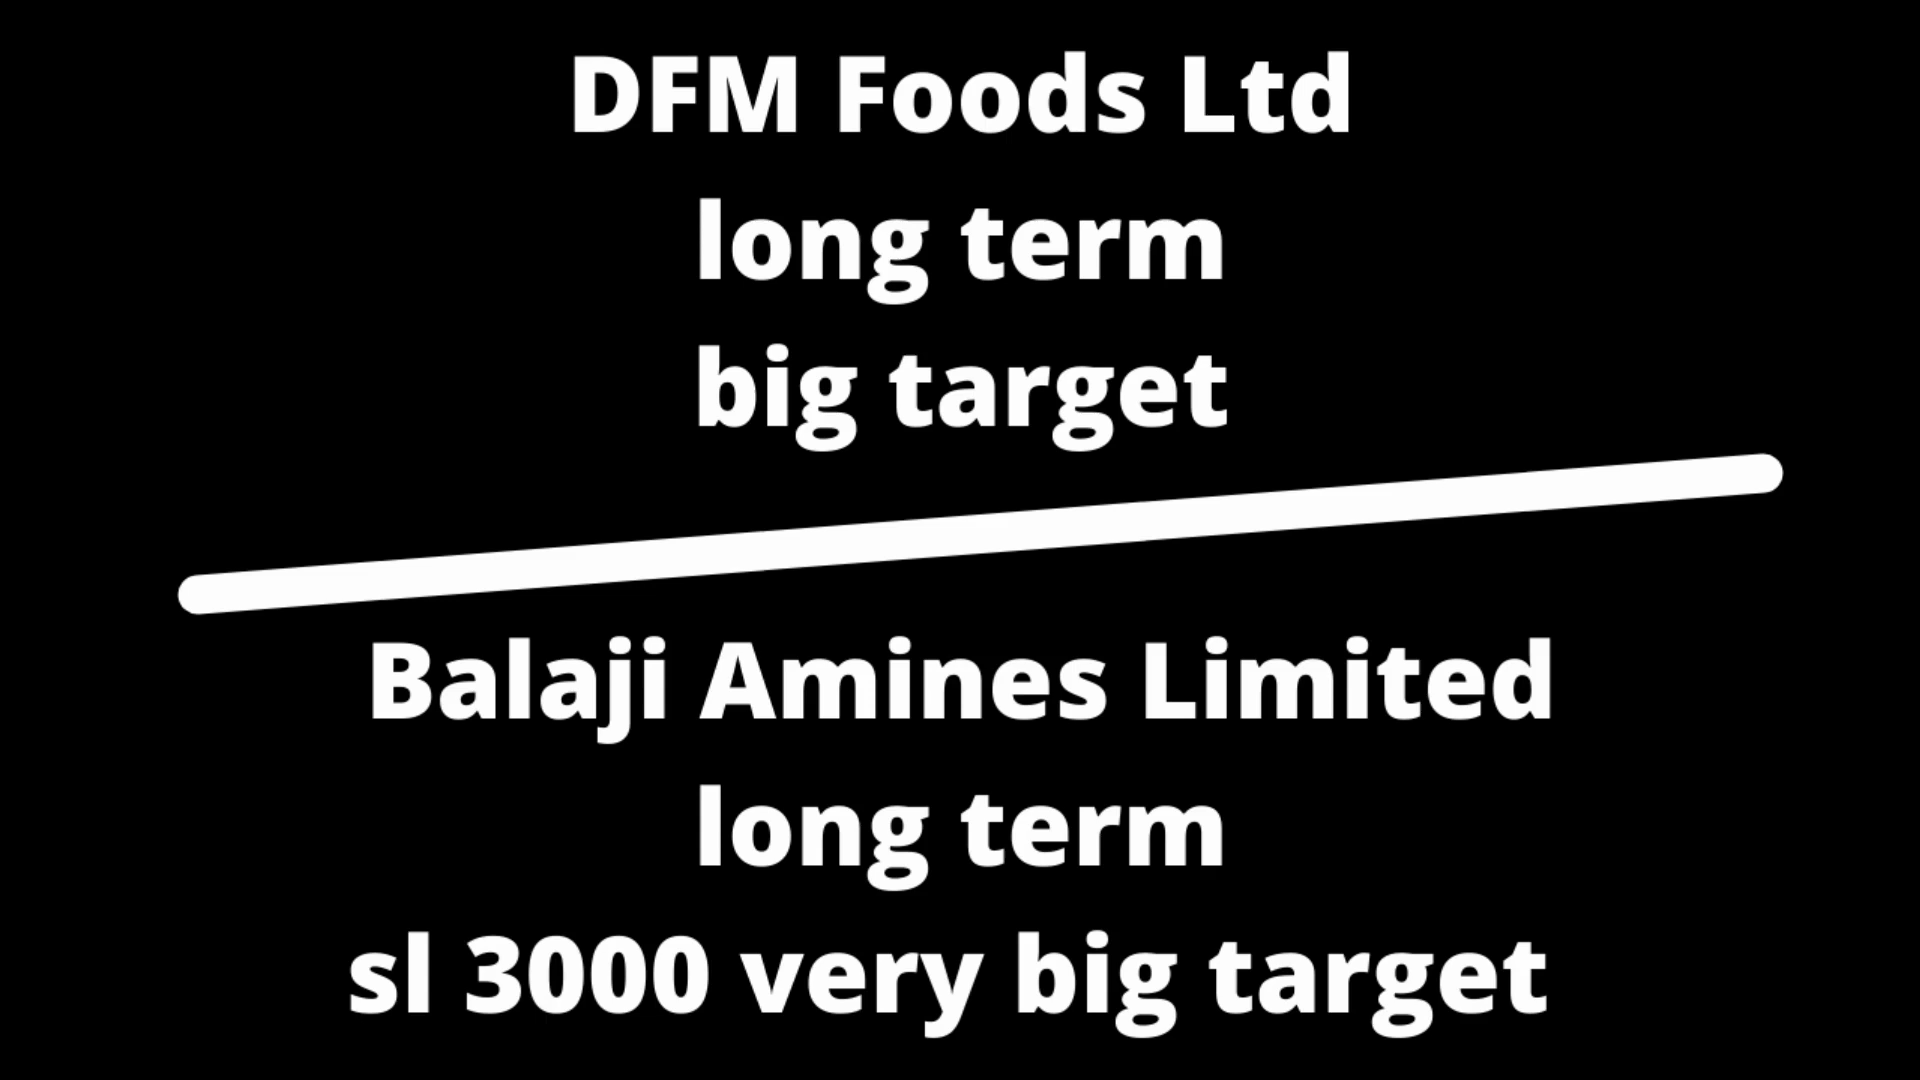 DFM Foods Ltd
long term
big target
Balaji Amines Limited
long term
sl 3000 very big target